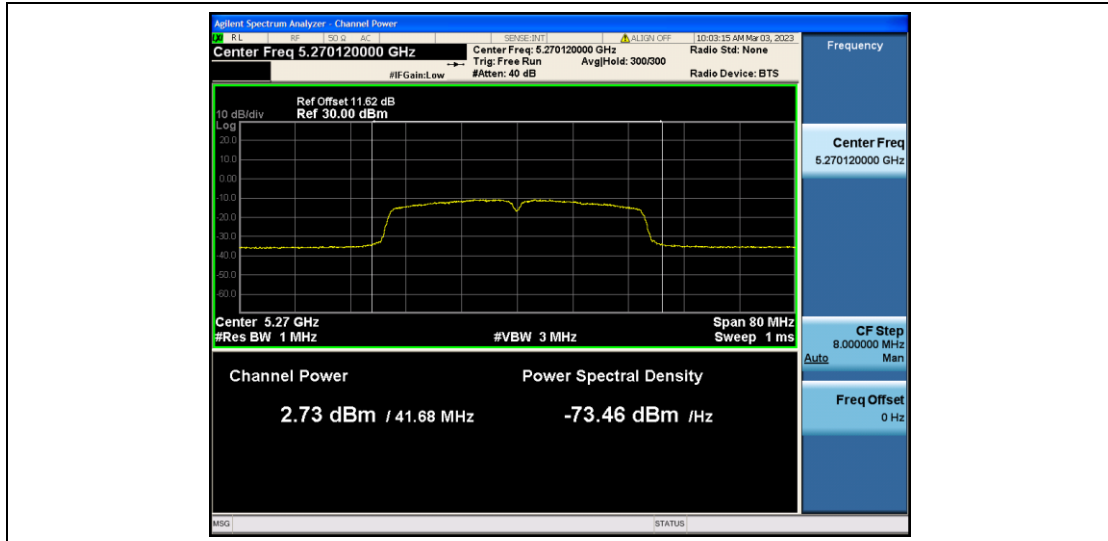 Agilent Spectrum Analyzer - Channel Power
RL RF 50 Ω AC SENSE:INT ALIGN OFF 10:03:15 AM Mar 03, 2023
Center Freq 5.270120000 GHz
Center Freq: 5.270120000 GHz
Radio Std: None
Trig: Free Run Avg|Hold: 300/300
#IFGain:Low
#Atten: 40 dB
Radio Device: BTS
Ref Offset 11.62 dB
10 dB/div Ref 30.00 dBm
Log
20.0
10.0
0.00
-10.0
-20.0
-30.0
-40.0
-50.0
-60.0
Center 5.27 GHz
Span 80 MHz
#Res BW 1 MHz
#VBW 3 MHz
Sweep 1 ms
Channel Power
Power Spectral Density
2.73 dBm / 41.68 MHz
-73.46 dBm /Hz
MSG
STATUS
Frequency
Center Freq
5.270120000 GHz
CF Step
8.000000 MHz
Auto Man
Freq Offset
0 Hz